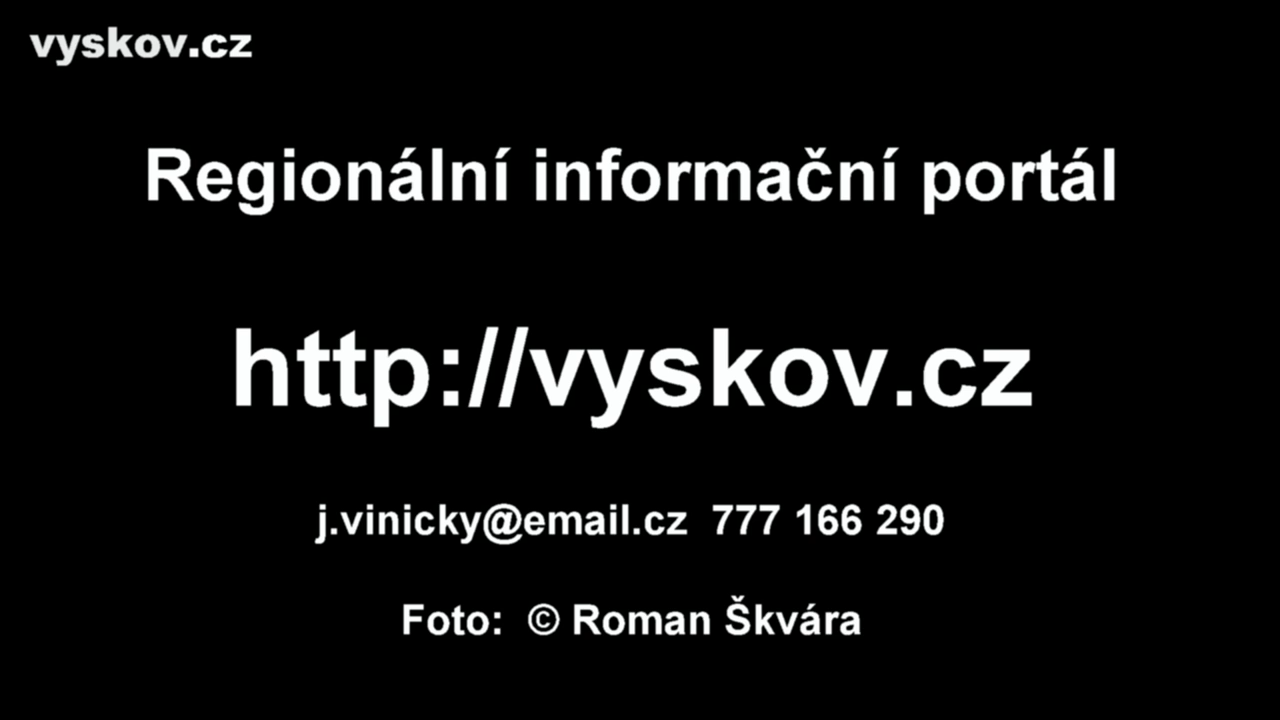 vyskov.cz
Regionální informační portál
http://vyskov.cz
j.vinicky@email.cz 777 166 290
Foto: © Roman Škvára